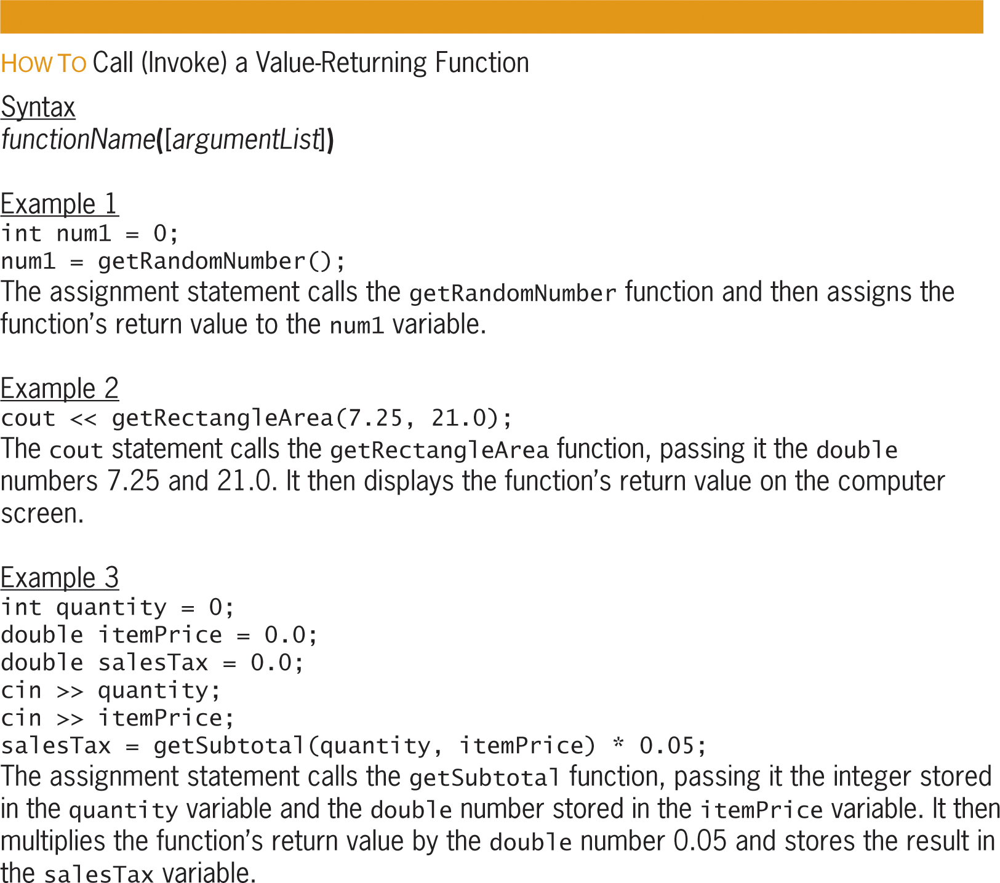 HOW TO Call (Invoke) a Value-Returning Function
Syntax
functionName([argumentList])
Example 1
int num1 = 0;
num1 = getRandomNumber();
The assignment statement calls the getRandomNumber function and then assigns the
function’s return value to the num1 variable.
Example 2
cout << getRectangleArea(7.25, 21.0);
The cout statement calls the getRectangleArea function, passing it the double
numbers 7.25 and 21.0. It then displays the function’s return value on the computer
screen.
Example 3
int quantity = 0;
double itemPrice = 0.0;
double salesTax = 0.0;
cin >> quantity;
cin >> itemPrice;
salesTax = getSubtotal(quantity, itemPrice) * 0.05;
The assignment statement calls the getSubtotal function, passing it the integer stored
in the quantity variable and the double number stored in the itemPrice variable. It then
multiplies the function’s return value by the double number 0.05 and stores the result in
the salesTax variable.